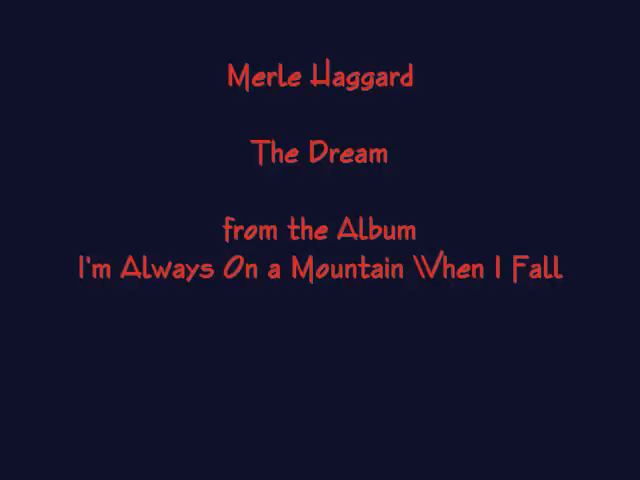 Merle Haggard
The Dream
from the Album
I'm Always On a Mountain When I Fall